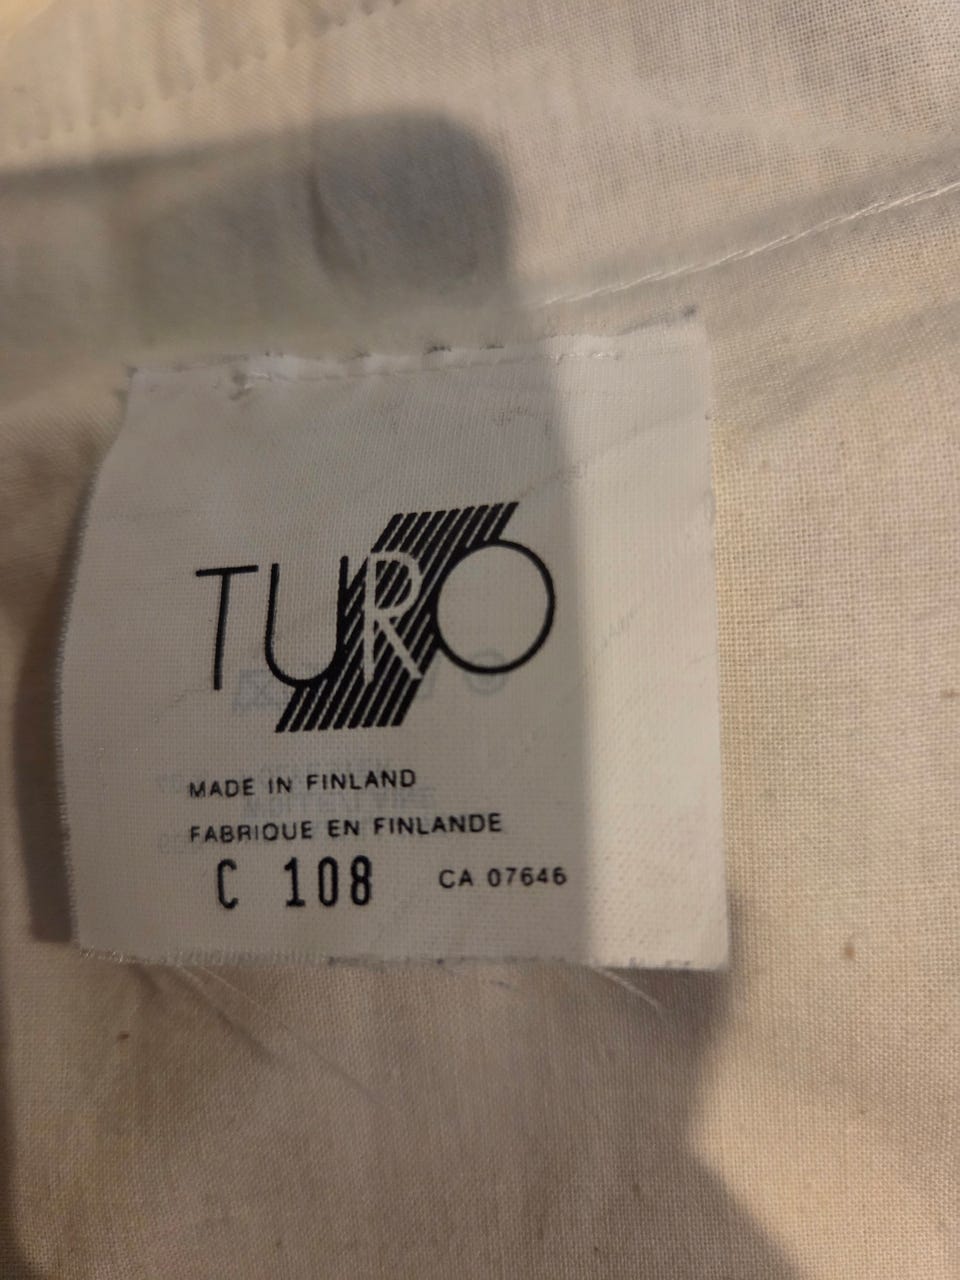 TURO
MADE IN FINLAND
FABRIQUE EN FINLANDE
C 108 CA 07646